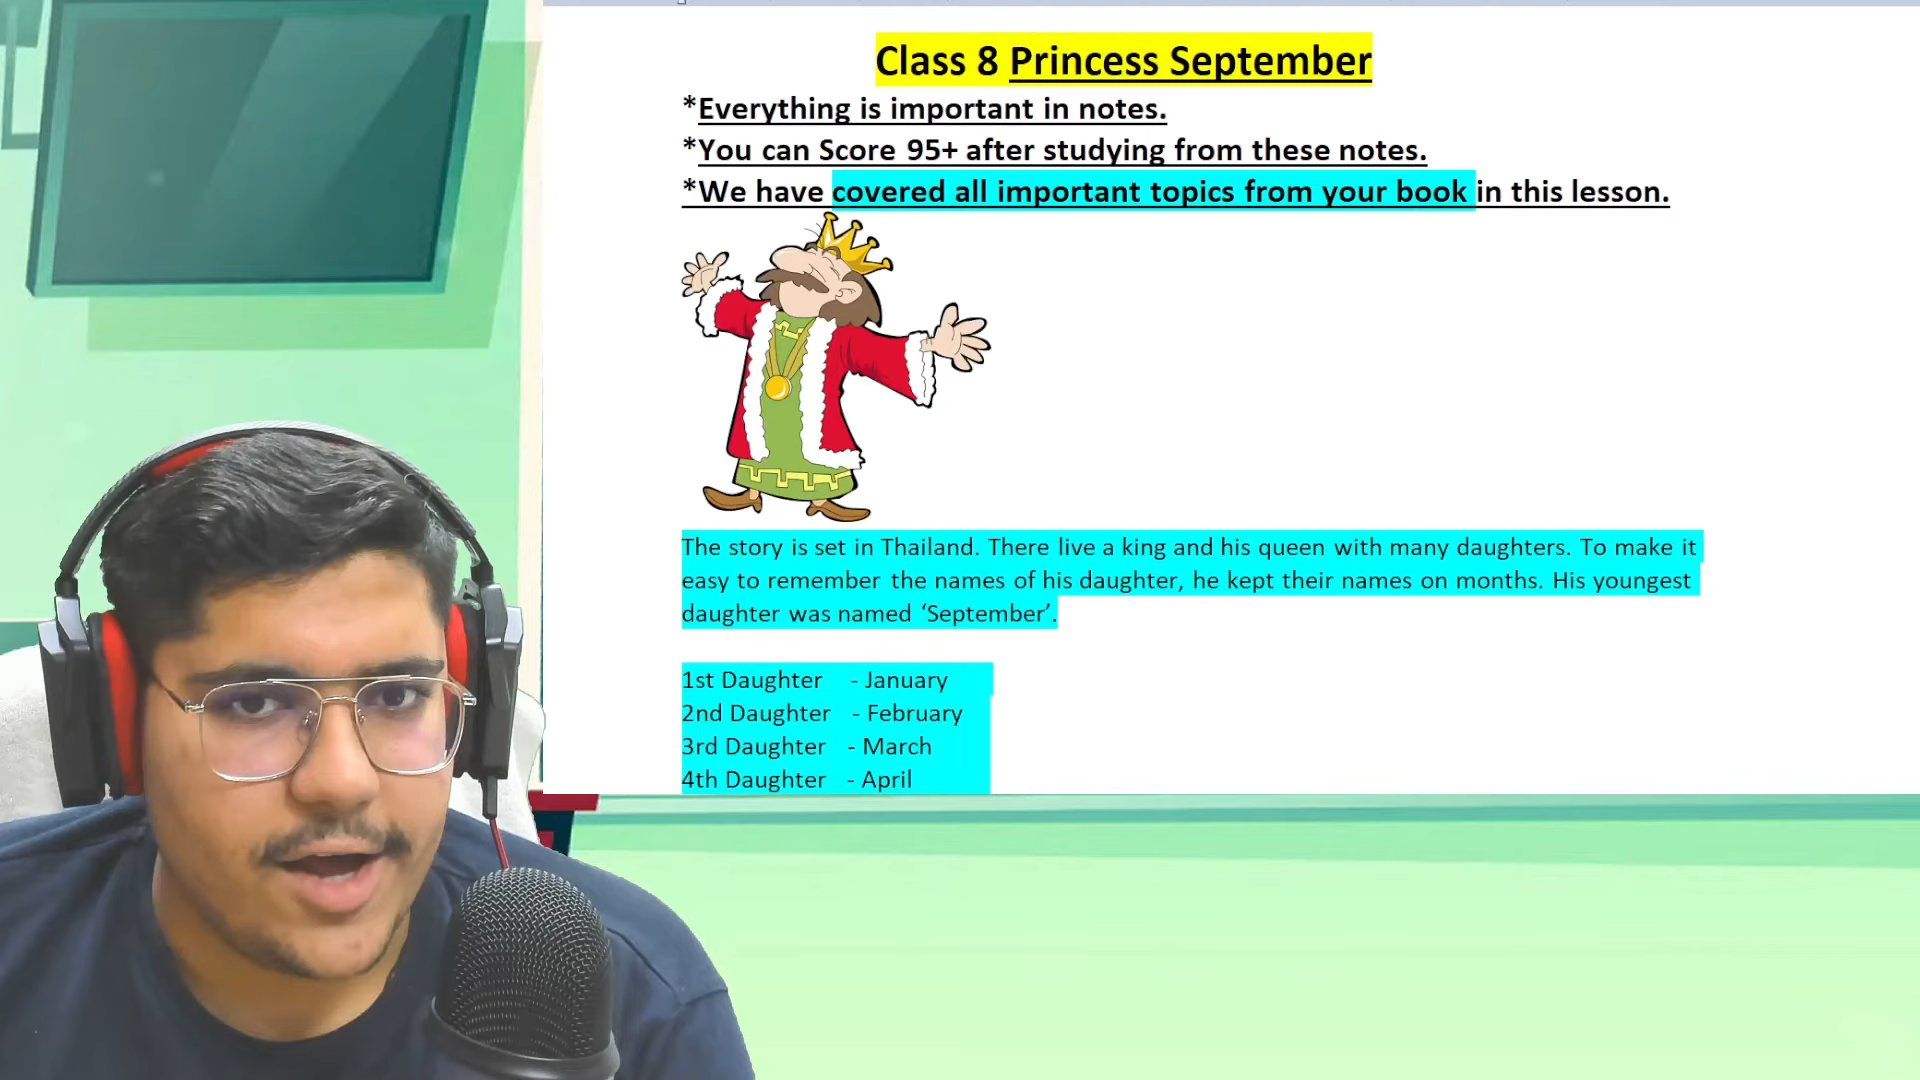 Class 8 Princess September
*Everything is important in notes.
*You can Score 95+ after studying from these notes.
*We have covered all important topics from your book in this lesson.
The story is set in Thailand. There live a king and his queen with many daughters. To make it
easy to remember the names of his daughter, he kept their names on months. His youngest
daughter was named ‘September’.
1st Daughter - January
2nd Daughter - February
3rd Daughter - March
4th Daughter - April